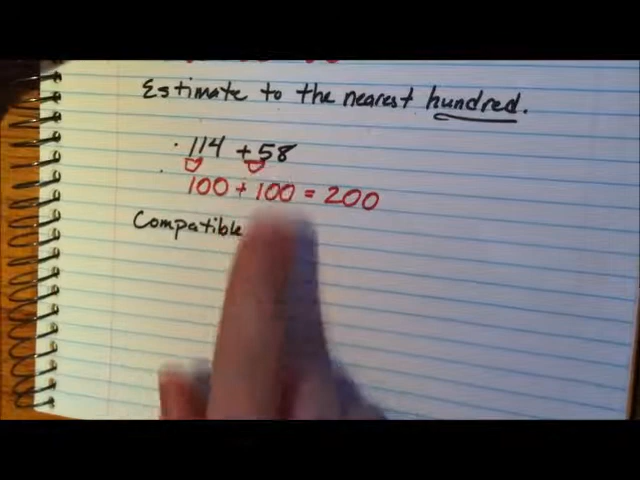 Estimate to the nearest hundred.
114 + 58
100 + 100 = 200
Compatible